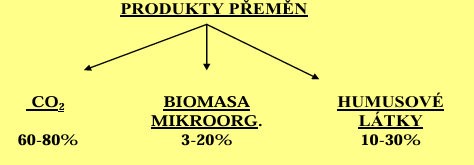 PRODUKTY PŘEMĚN
CO₂
60-80%
BIOMASA
MIKROORG.
3-20%
HUMUSOVÉ
LÁTKY
10-30%